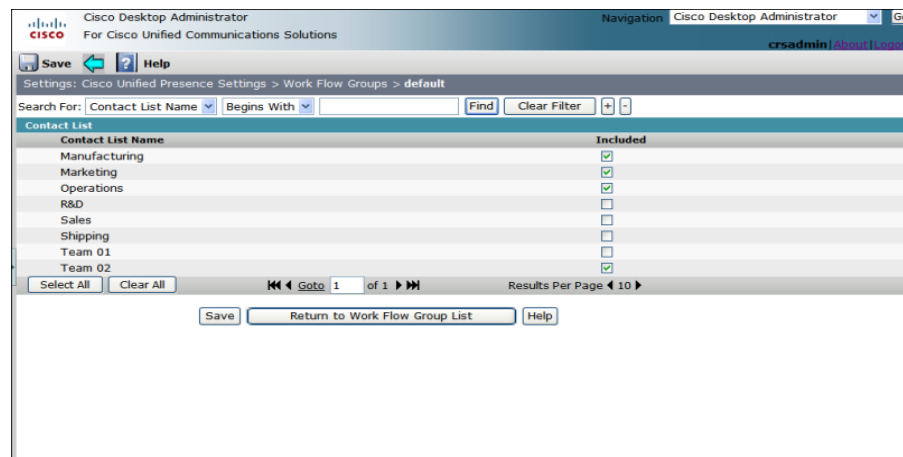 Cisco Desktop Administrator
For Cisco Unified Communications Solutions
CISCO
Navigation Cisco Desktop Administrator
crsadmin | About |
Save Help
Settings: Cisco Unified Presence Settings > Work Flow Groups > default
Search For: Contact List Name Begins With Find Clear Filter + -
Contact List
Contact List Name Included
Manufacturing
Marketing
Operations
R&D
Sales
Shipping
Team 01
Team 02
Select All Clear All Goto 1 of 1 Results Per Page 10
Save Return to Work Flow Group List Help